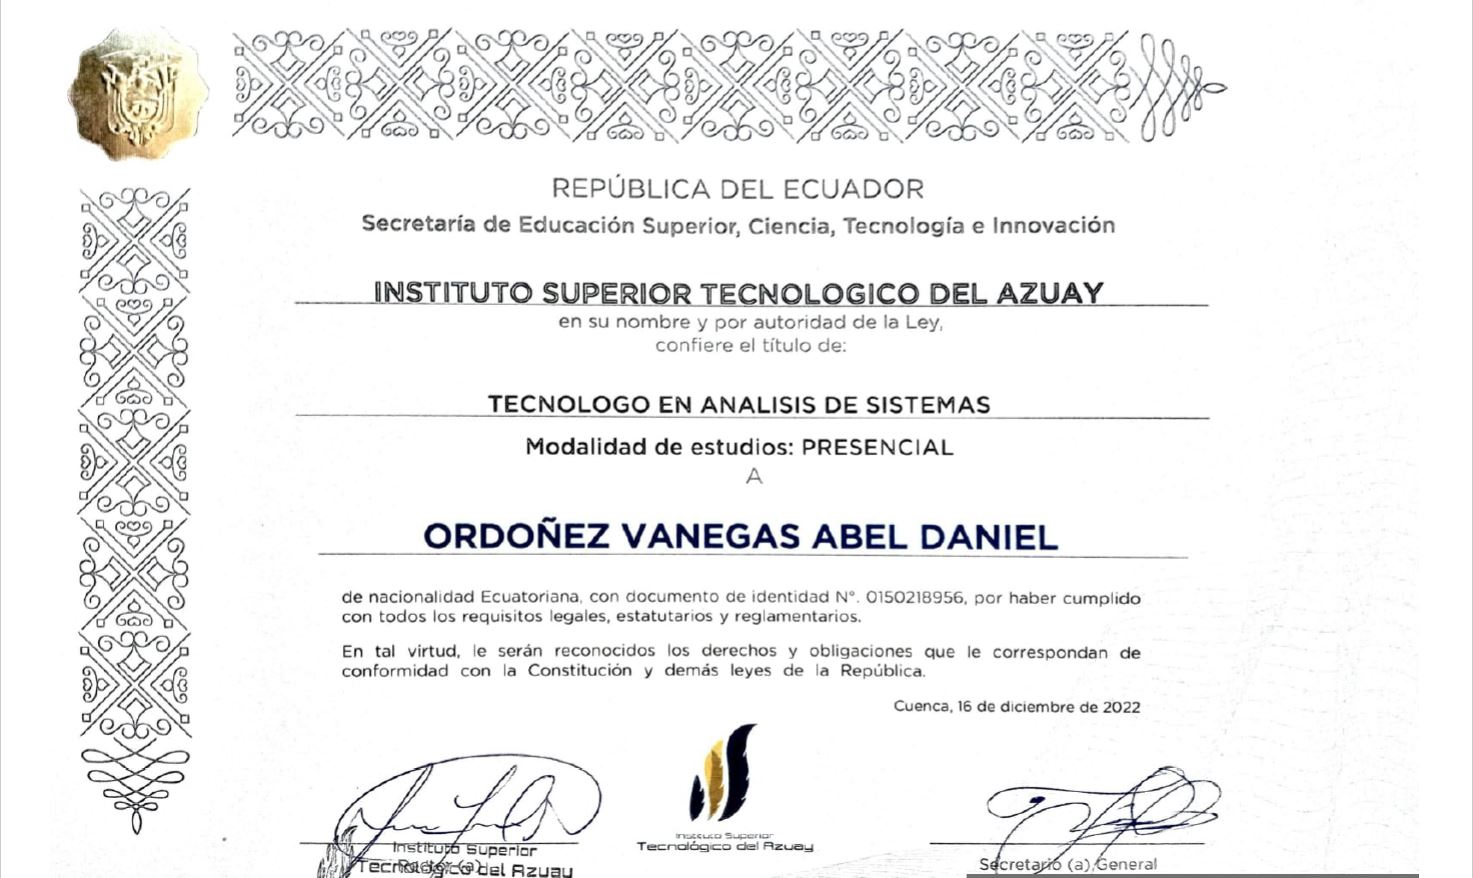 REPÚBLICA DEL ECUADOR
Secretaría de Educación Superior, Ciencia, Tecnología e Innovación
INSTITUTO SUPERIOR TECNOLOGICO DEL AZUAY
en su nombre y por autoridad de la Ley,
confiere el título de:
TECNOLOGO EN ANALISIS DE SISTEMAS
Modalidad de estudios: PRESENCIAL
A
ORDOÑEZ VANEGAS ABEL DANIEL
de nacionalidad Ecuatoriana, con documento de identidad N°. 0150218956, por haber cumplido
con todos los requisitos legales, estatutarios y reglamentarios.
En tal virtud, le serán reconocidos los derechos y obligaciones que le correspondan de
conformidad con la Constitución y demás leyes de la República.
Cuenca, 16 de diciembre de 2022
Instituto Superior
Tecnológico del Azuay
Instituto Superior
Tecnológico del Azuay
Rector (a)
Secretario (a) General